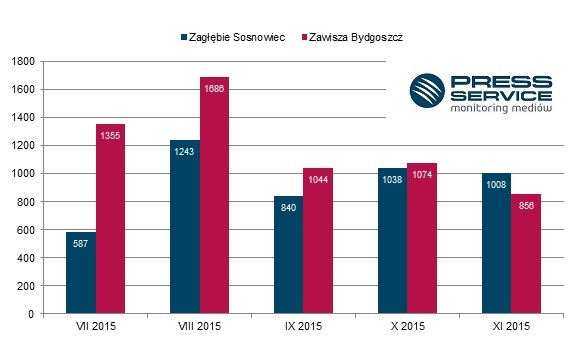 Zagłębie Sosnowiec Zawisza Bydgoszcz
PRESS
SERVICE
monitoring mediów
1800
1600
1400
1200
1000
800
600
400
200
0
587
1355
1243
1686
840
1044
1038
1074
1008
856
VII 2015
VIII 2015
IX 2015
X 2015
XI 2015